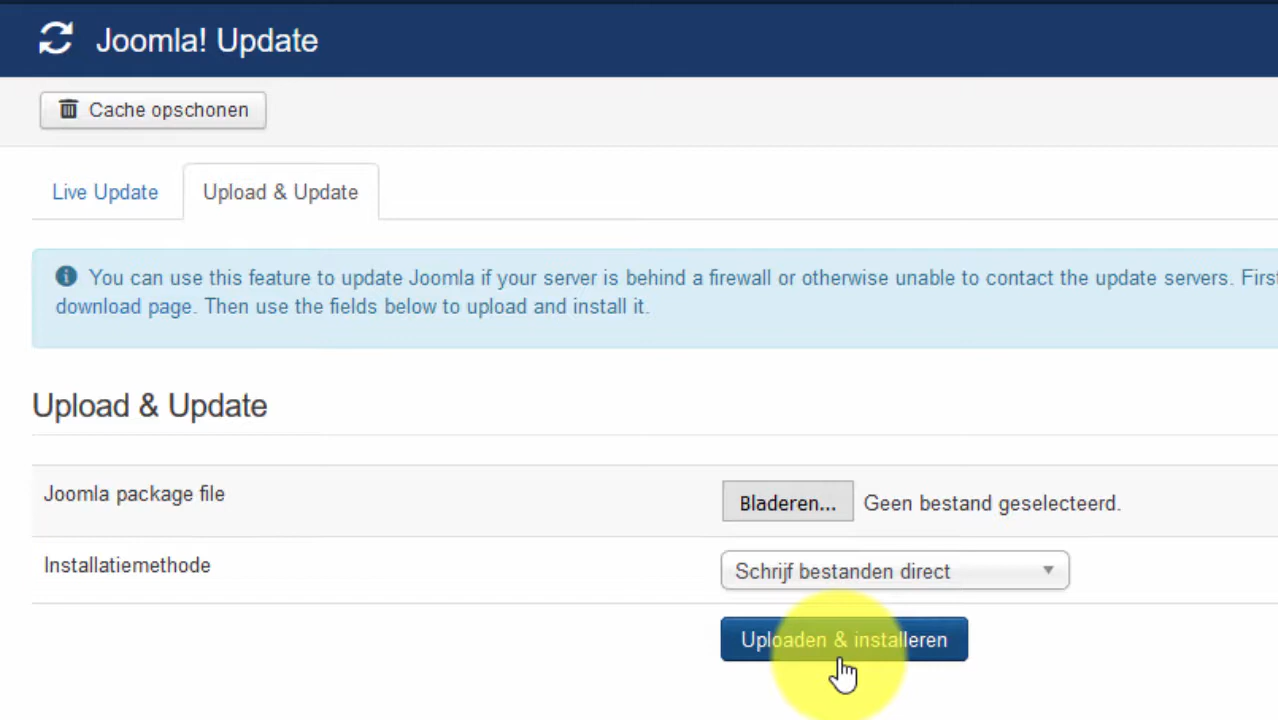 Joomla! Update
Cache opschonen
Live Update
Upload & Update
You can use this feature to update Joomla if your server is behind a firewall or otherwise unable to contact the update servers. First
download page. Then use the fields below to upload and install it.
Upload & Update
Joomla package file
Bladeren... Geen bestand geselecteerd.
Installatiemethode
Schrijf bestanden direct
Uploaden & installeren